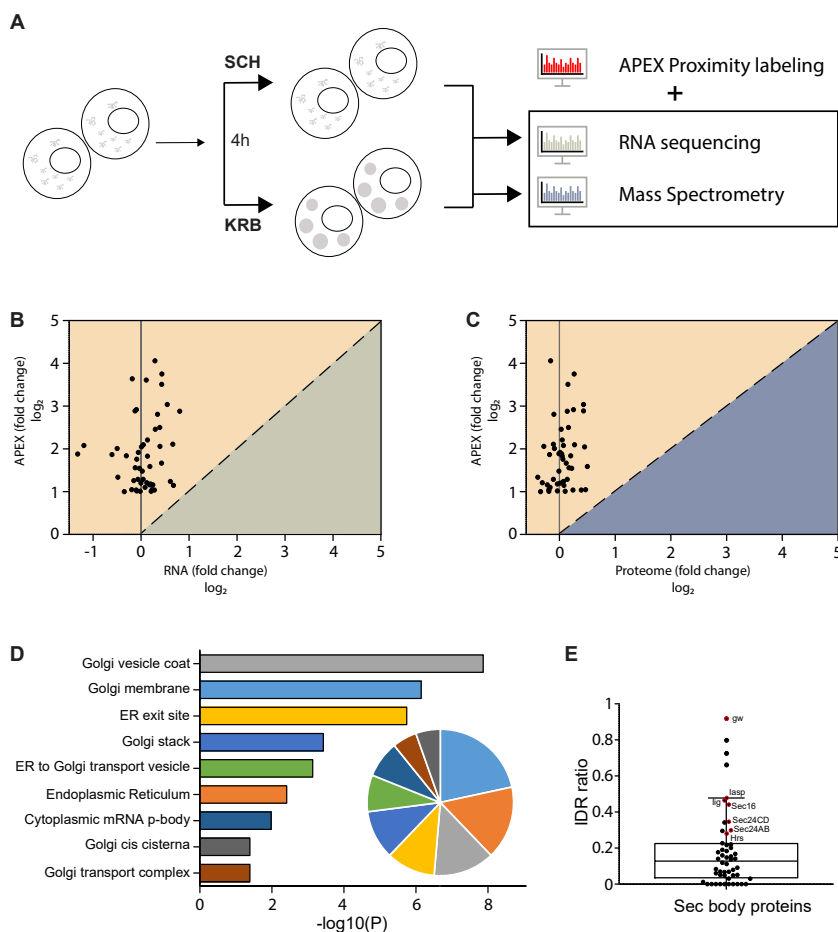 A
SCH
4h
KRB
APEX Proximity labeling
+
RNA sequencing
Mass Spectrometry
B
APEX (fold change)
log₂
5
4
3
2
1
0
-1
0
1
2
3
4
5
RNA (fold change)
log₂
C
APEX (fold change)
log₂
5
4
3
2
1
0
0
1
2
3
4
5
Proteome (fold change)
log₂
D
Golgi vesicle coat
Golgi membrane
ER exit site
Golgi stack
ER to Golgi transport vesicle
Endoplasmic Reticulum
Cytoplasmic mRNA p-body
Golgi cis cisterna
Golgi transport complex
0
2
4
6
8
-log10(P)
E
IDR ratio
1
0.8
0.6
0.4
0.2
0
gw
lasp
lig
Sec16
Sec24CD
Sec24AB
Hrs
Sec body proteins